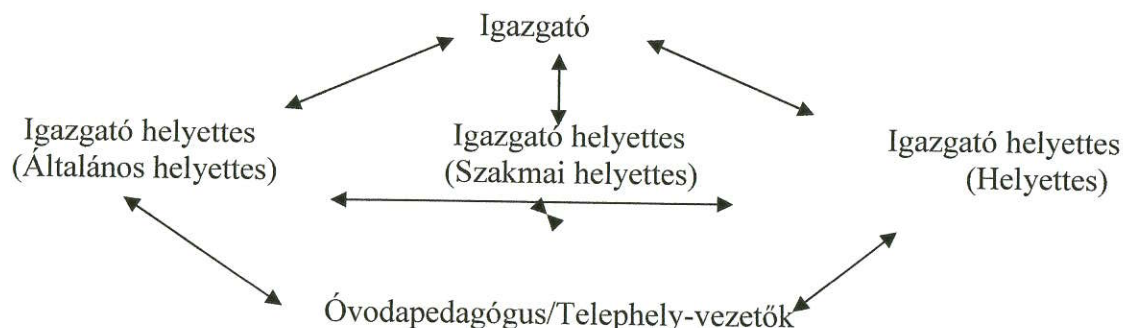 Igazgató
Igazgató helyettes
(Általános helyettes)
Igazgató helyettes
(Szakmai helyettes)
Igazgató helyettes
(Helyettes)
Óvodapedagógus/Telephely-vezetők